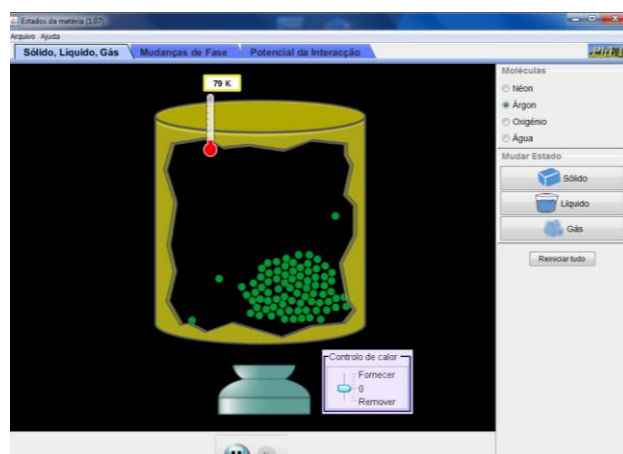 Estados da matéria (1.07)
Arquivo Ajuda
Sólido, Líquido, Gás Mudanças de Fase Potencial da Interacção
79 K
Moléculas
Néon
Árgon
Oxigénio
Água
Mudar Estado
Sólido
Líquido
Gás
Reiniciar tudo
Controlo de calor
Fornecer
0
Remover